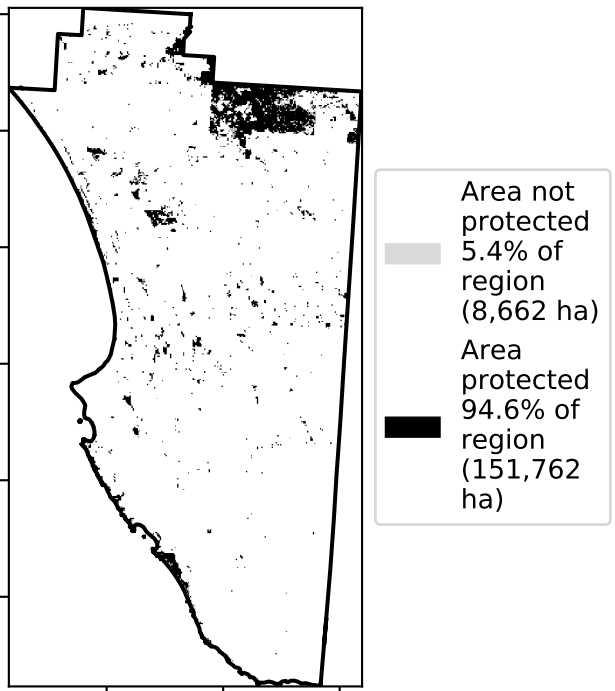 Area not
protected
5.4% of
region
(8,662 ha)
Area
protected
94.6% of
region
(151,762
ha)